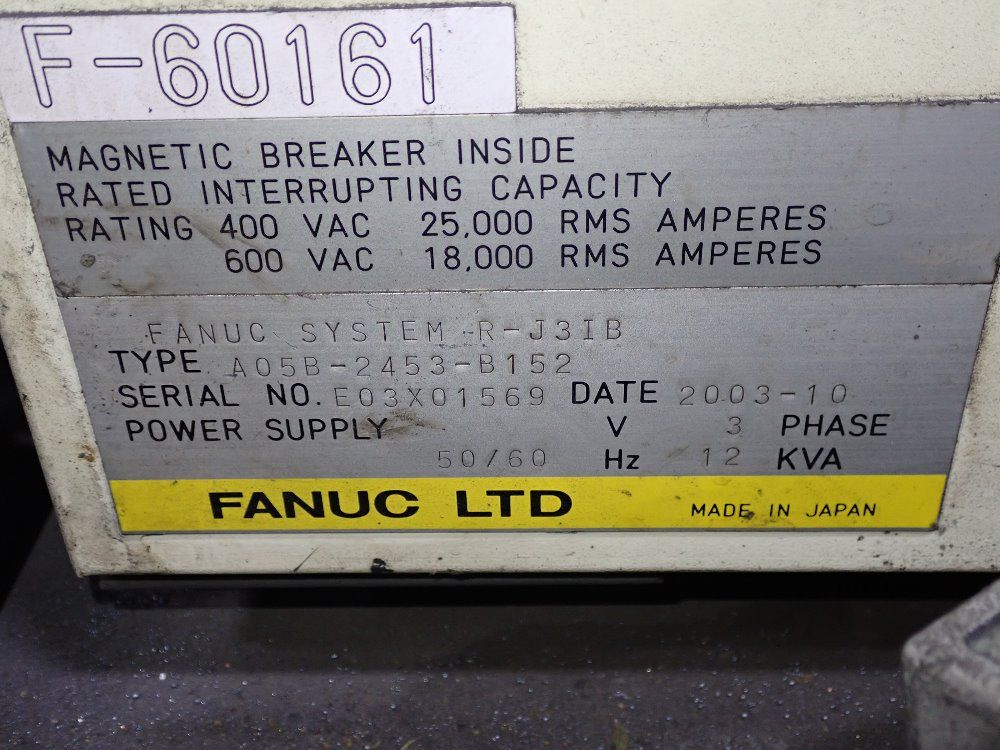 F-60161
MAGNETIC BREAKER INSIDE
RATED INTERRUPTING CAPACITY
RATING 400 VAC 25,000 RMS AMPERES
600 VAC 18,000 RMS AMPERES
FANUC SYSTEM R-J3IB
TYPE A05B-2453-B152
SERIAL NO. E03X01569 DATE 2003-10
POWER SUPPLY V 3 PHASE
50/60 Hz 12 KVA
FANUC LTD MADE IN JAPAN